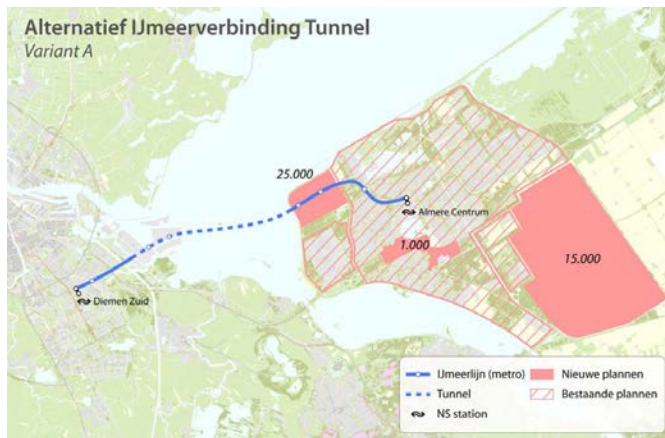 Alternatief IJmeerverbinding Tunnel
Variant A
25.000
Almere Centrum
1.000
15.000
Diemen Zuid
IJmeerlijn (metro)
Nieuwe plannen
Tunnel
Bestaande plannen
NS station